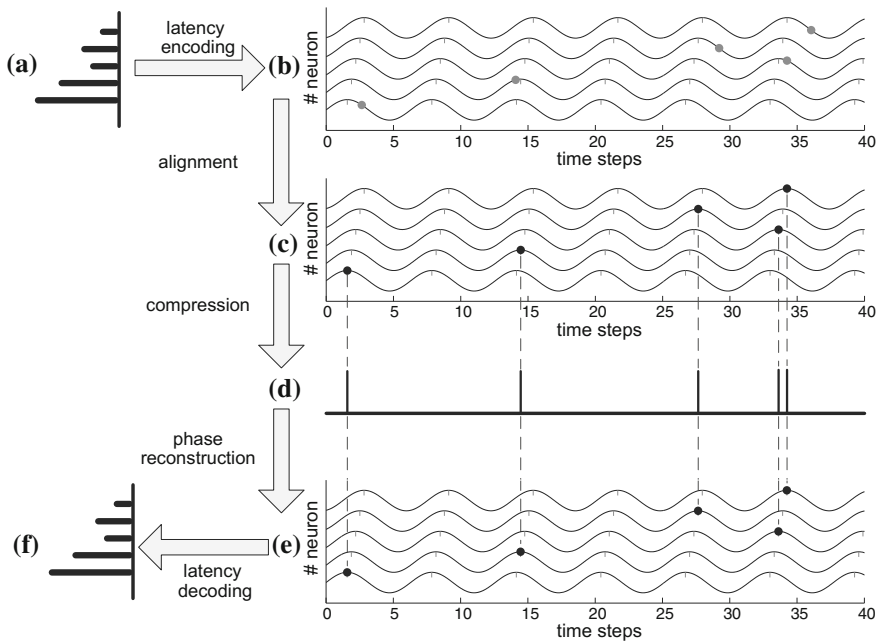 (a)
latency
encoding
(b)
# neuron
0 5 10 15 20 25 30 35 40
time steps
alignment
(c)
# neuron
0 5 10 15 20 25 30 35 40
time steps
compression
(d)
phase
reconstruction
(f)
latency
decoding
(e)
# neuron
0 5 10 15 20 25 30 35 40
time steps